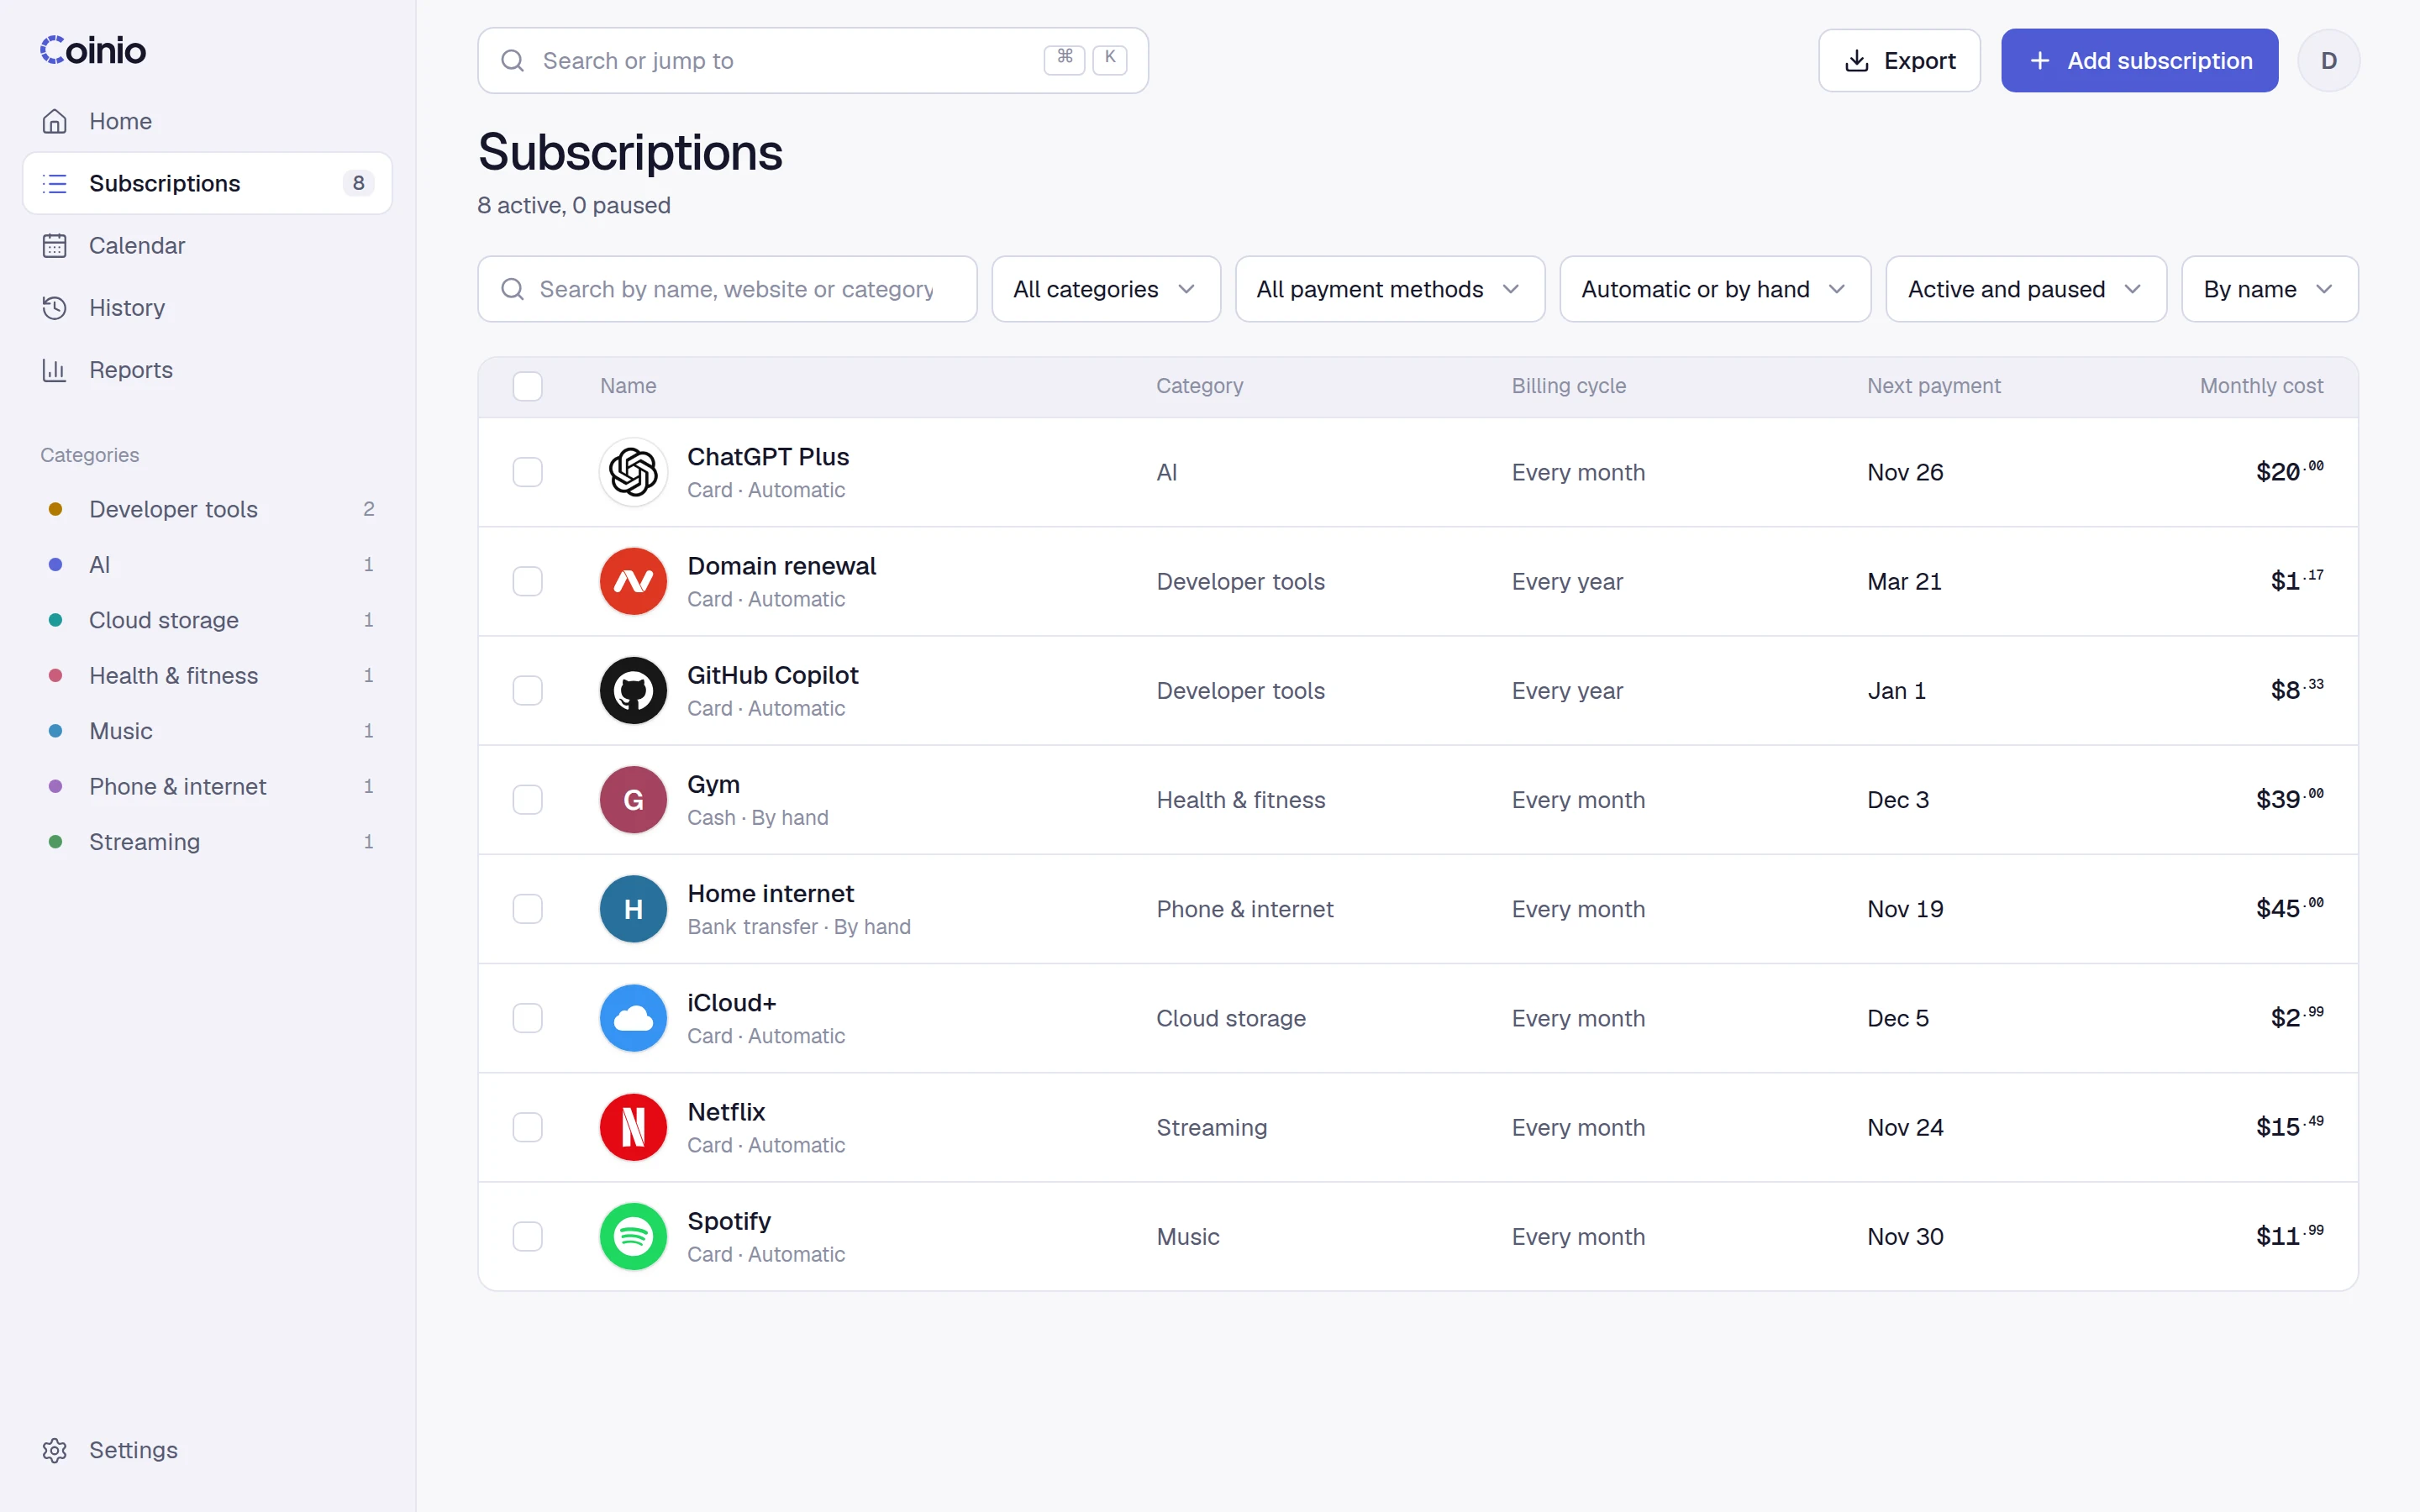 Coinio
Home
Subscriptions 8
Calendar
History
Reports
Categories
Developer tools 2
AI 1
Cloud storage 1
Health & fitness 1
Music 1
Phone & internet 1
Streaming 1
Settings
Search or jump to ⌘ K
Export
Add subscription
D
Subscriptions
8 active, 0 paused
Search by name, website or category
All categories
All payment methods
Automatic or by hand
Active and paused
By name
Name Category Billing cycle Next payment Monthly cost
ChatGPT Plus
Card · Automatic
AI Every month Nov 26 $20.00
Domain renewal
Card · Automatic
Developer tools Every year Mar 21 $1.17
GitHub Copilot
Card · Automatic
Developer tools Every year Jan 1 $8.33
G
Gym
Cash · By hand
Health & fitness Every month Dec 3 $39.00
H
Home internet
Bank transfer · By hand
Phone & internet Every month Nov 19 $45.00
iCloud+
Card · Automatic
Cloud storage Every month Dec 5 $2.99
N
Netflix
Card · Automatic
Streaming Every month Nov 24 $15.49
Spotify
Card · Automatic
Music Every month Nov 30 $11.99